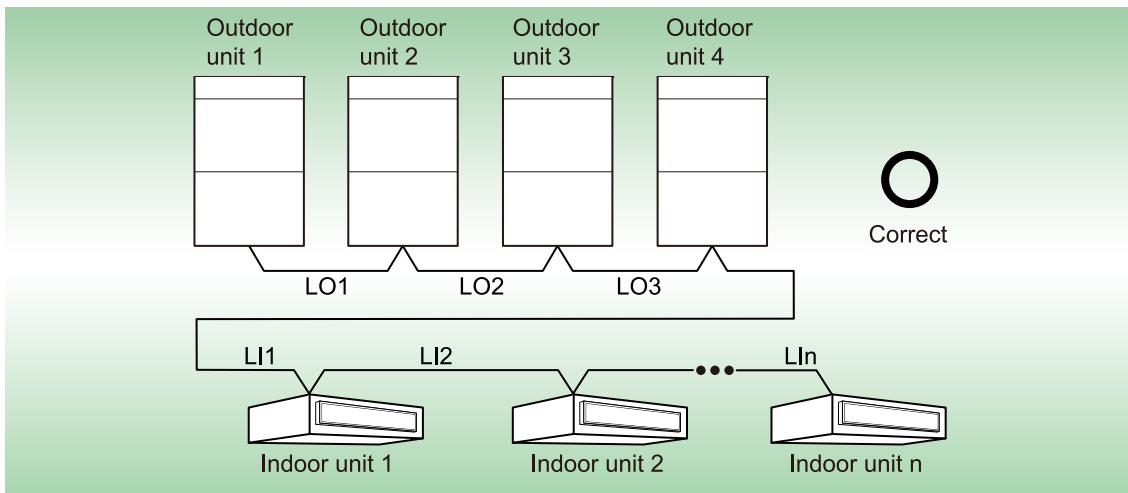 Outdoor
unit 1
Outdoor
unit 2
Outdoor
unit 3
Outdoor
unit 4
Correct
LO1
LO2
LO3
LI1
LI2
LIn
Indoor unit 1
Indoor unit 2
Indoor unit n